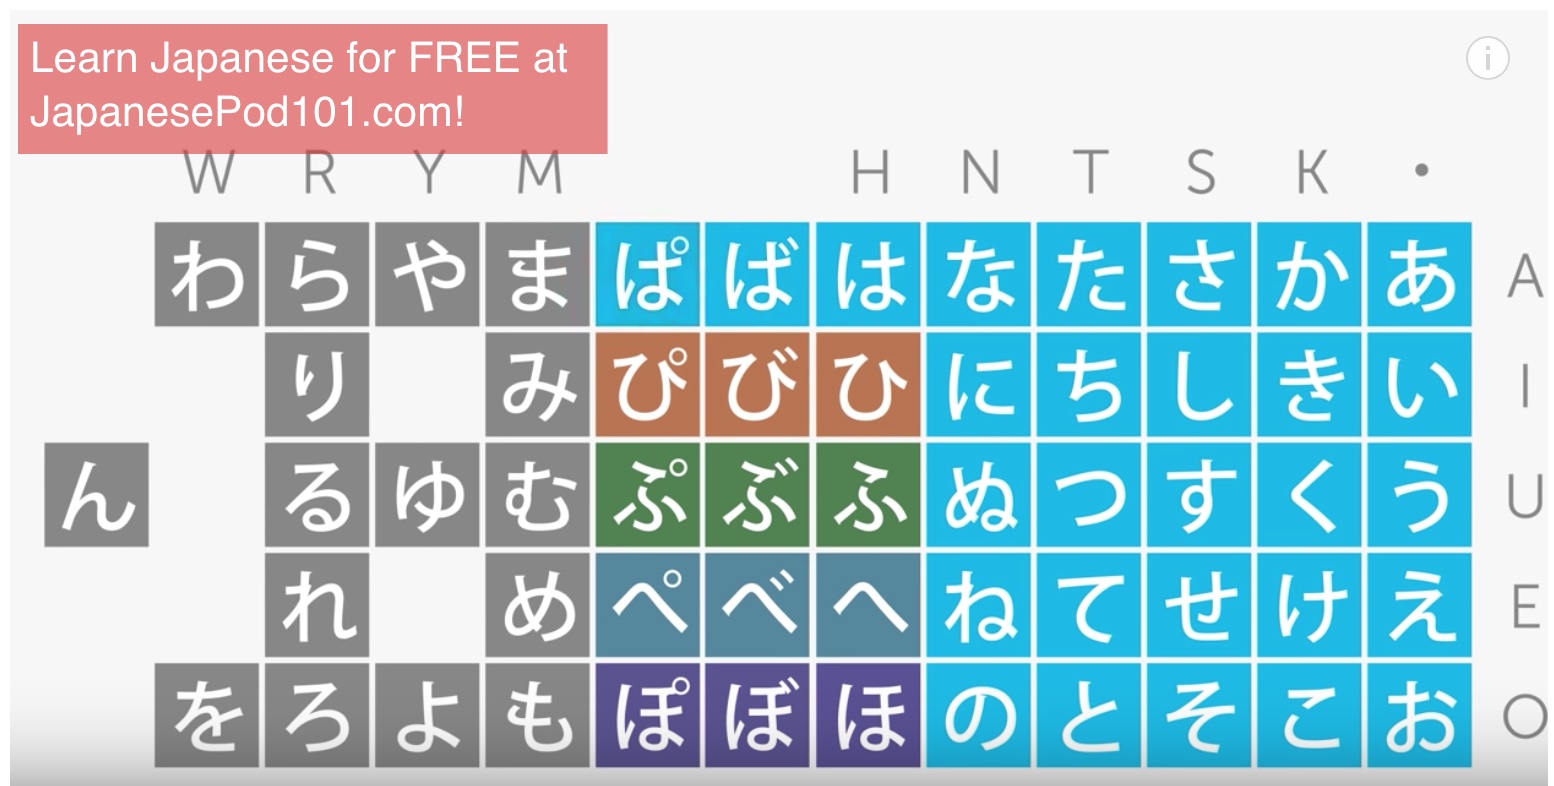 Learn Japanese for FREE at
JapanesePod101.com!
W R Y M H N T S K •
わ ら や ま ぱ ば は な た さ か あ A
り み ぴ び ひ に ち し き い I
ん る ゆ む ぷ ぶ ふ ぬ つ す く う U
れ め ぺ べ へ ね て せ け え E
を ろ よ も ぽ ぼ ほ の と そ こ お O
i